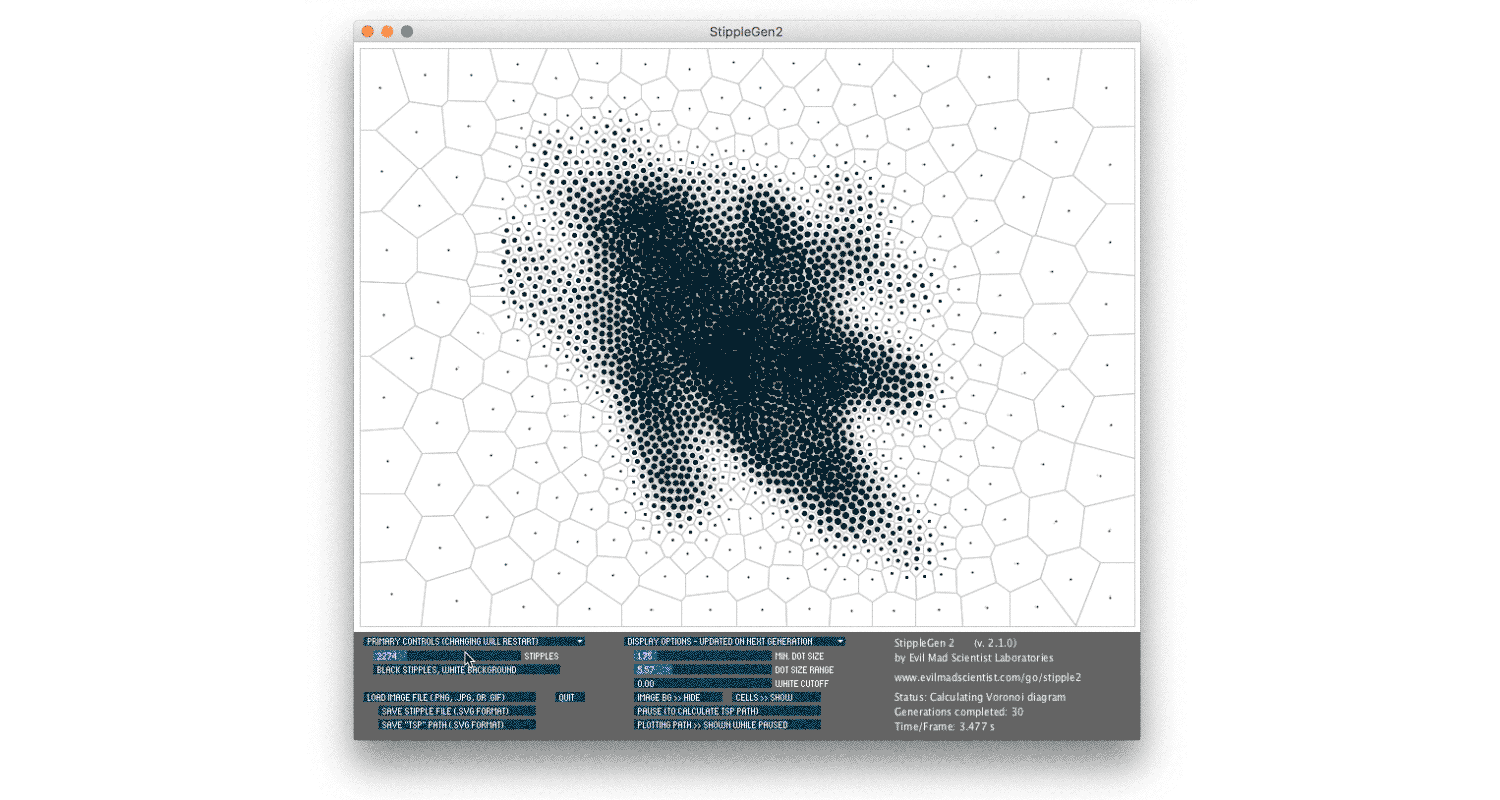 StippleGen2
PRIMARY CONTROLS (CHANGING WILL RESTART)
2274 STIPPLES
BLACK STIPPLES, WHITE BACKGROUND
LOAD IMAGE FILE (.PNG, .JPG, OR .GIF) QUIT
SAVE STIPPLE FILE (.SVG FORMAT)
SAVE "TSP" PATH (.SVG FORMAT)
DISPLAY OPTIONS - UPDATED ON NEXT GENERATION
1.75 MIN. DOT SIZE
5.57 DOT SIZE RANGE
0.00 WHITE CUTOFF
IMAGE BG >> HIDE CELLS >> SHOW
PAUSE (TO CALCULATE TSP PATH)
PLOTTING PATH >> SHOWN WHILE PAUSED
StippleGen 2 (v. 2.1.0)
by Evil Mad Scientist Laboratories
www.evilmadscientist.com/go/stipple2
Status: Calculating Voronoi diagram
Generations completed: 30
Time/Frame: 3.477 s